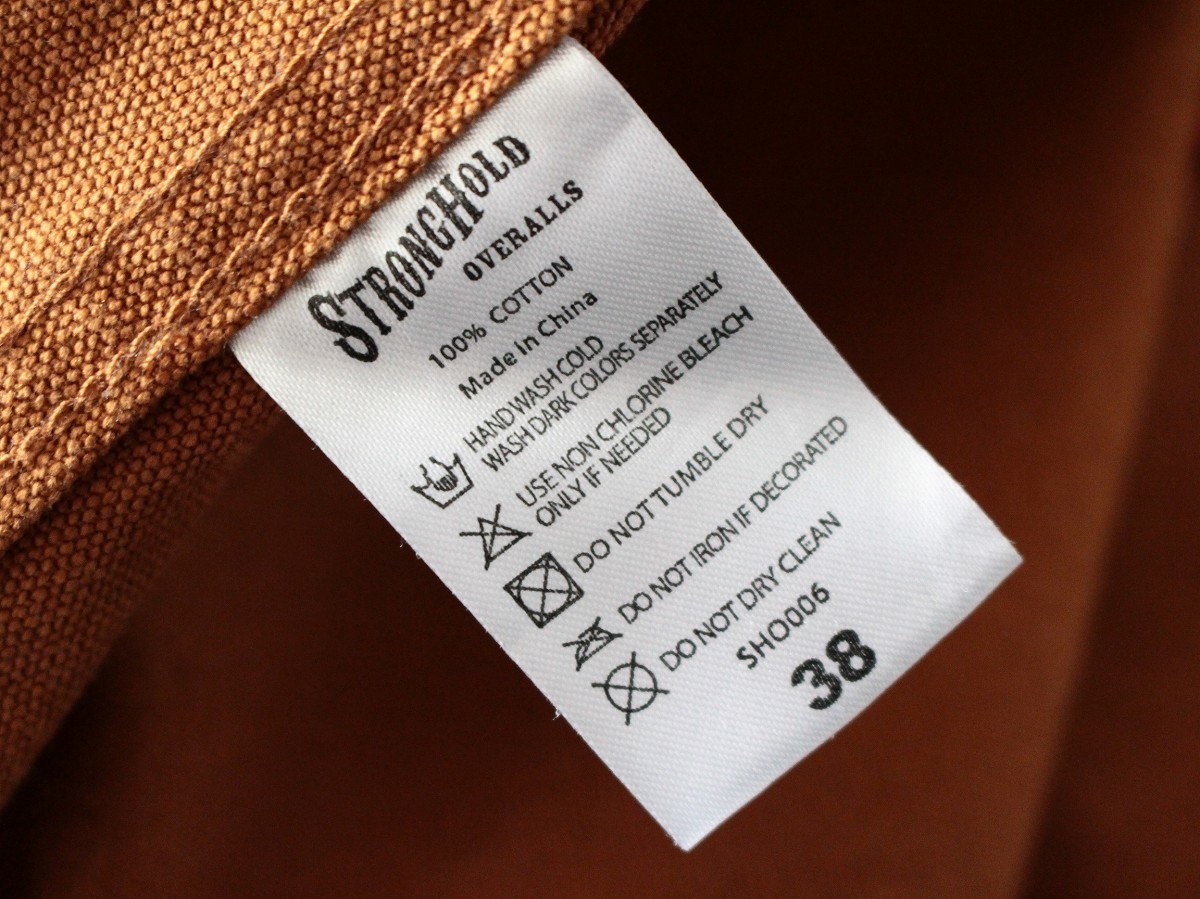 STRONGHOLD
OVERALLS
100% COTTON
Made in China
HAND WASH COLD
WASH DARK COLORS SEPARATELY
USE NON CHLORINE BLEACH
ONLY IF NEEDED
DO NOT TUMBLE DRY
DO NOT IRON IF DECORATED
DO NOT DRY CLEAN
SHO006
38